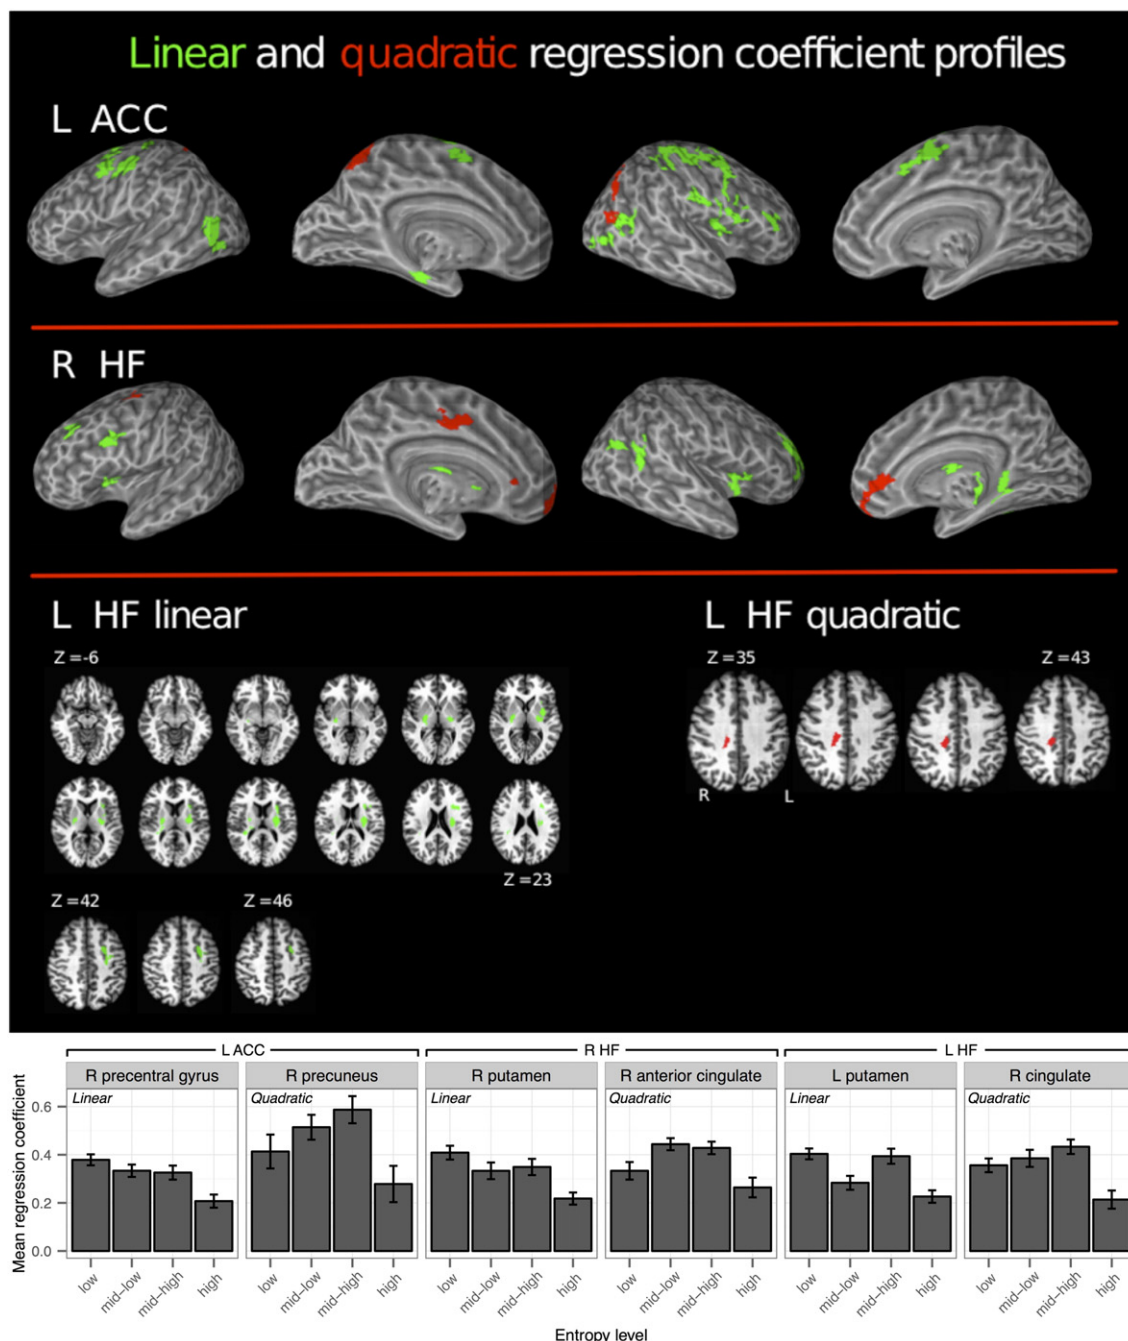 Linear and quadratic regression coefficient profiles
L ACC
R HF
L HF linear
L HF quadratic
Z =-6
Z =35
Z =43
R
L
Z =23
Z =42
Z =46
L ACC
R HF
L HF
R precentral gyrus
R precuneus
R putamen
R anterior cingulate
L putamen
R cingulate
Linear
Quadratic
Linear
Quadratic
Linear
Quadratic
Mean regression coefficient
0.6
0.4
0.2
0.0
low
mid−low
mid−high
high
low
mid−low
mid−high
high
low
mid−low
mid−high
high
low
mid−low
mid−high
high
low
mid−low
mid−high
high
low
mid−low
mid−high
high
Entropy level